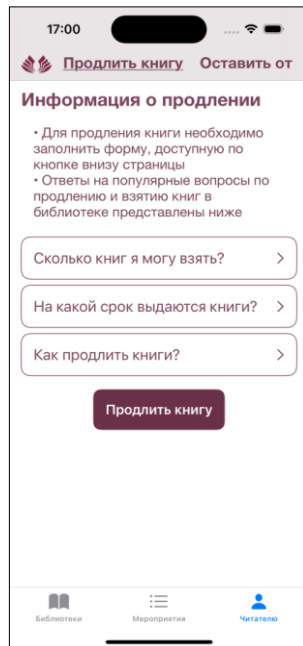 17:00
Продлить книгу Оставить от
Информация о продлении
• Для продления книги необходимо
заполнить форму, доступную по
кнопке внизу страницы
• Ответы на популярные вопросы по
продлению и взятию книг в
библиотеке представлены ниже
Сколько книг я могу взять?
На какой срок выдаются книги?
Как продлить книги?
Продлить книгу
Библиотеки Мероприятия Читателю